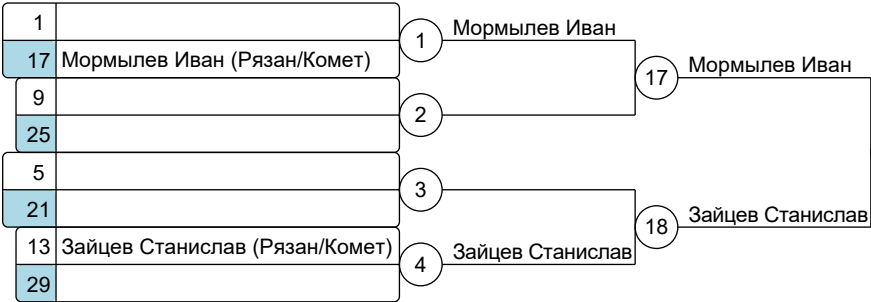 1
17 Мормылев Иван (Рязан/Комет)
1
Мормылев Иван
9
25
2
17
Мормылев Иван
5
21
3
13 Зайцев Станислав (Рязан/Комет)
29
4
Зайцев Станислав
18
Зайцев Станислав